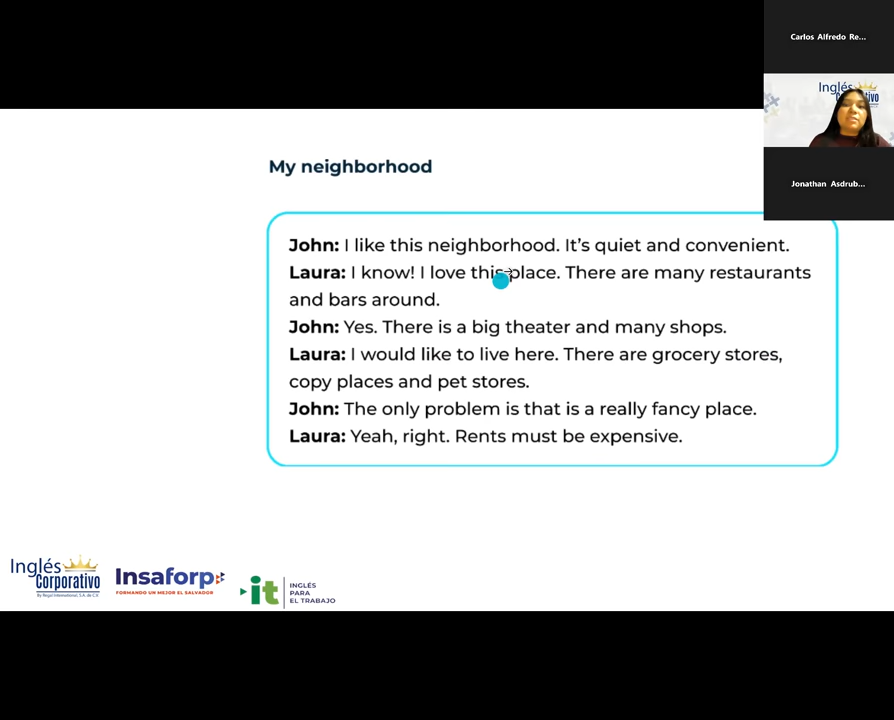 Carlos Alfredo Re...
Inglés
Jonathan Asdrub...
My neighborhood
John: I like this neighborhood. It's quiet and convenient.
Laura: I know! I love this place. There are many restaurants
and bars around.
John: Yes. There is a big theater and many shops.
Laura: I would like to live here. There are grocery stores,
copy places and pet stores.
John: The only problem is that is a really fancy place.
Laura: Yeah, right. Rents must be expensive.
Inglés
Corporativo
By Regal International, S.A. de C.V.
Insaforp
FORMANDO UN MEJOR EL SALVADOR
it
INGLÉS
PARA
EL TRABAJO